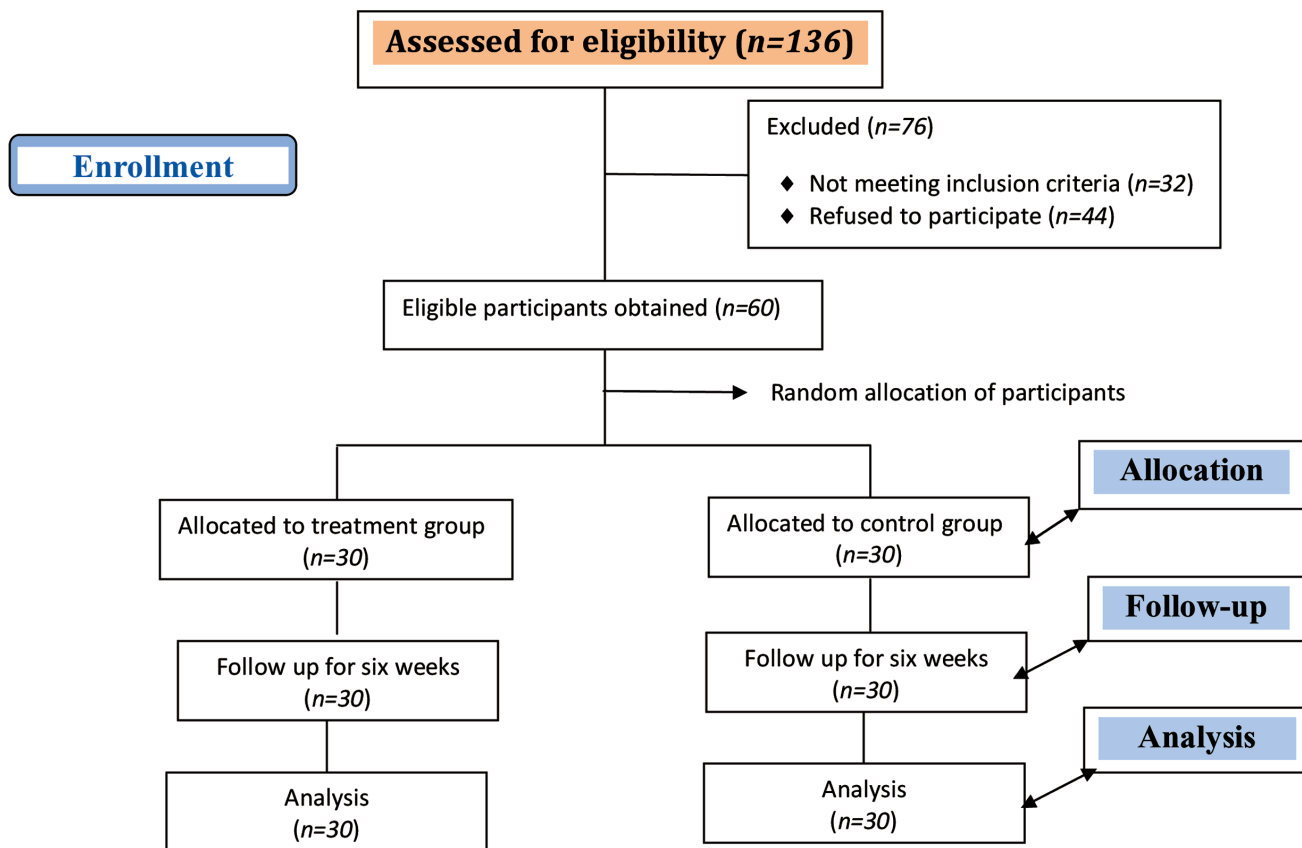 Assessed for eligibility (n=136)
Enrollment
Excluded (n=76)
♦ Not meeting inclusion criteria (n=32)
♦ Refused to participate (n=44)
Eligible participants obtained (n=60)
Random allocation of participants
Allocation
Allocated to treatment group
(n=30)
Allocated to control group
(n=30)
Follow-up
Follow up for six weeks
(n=30)
Follow up for six weeks
(n=30)
Analysis
Analysis
(n=30)
Analysis
(n=30)